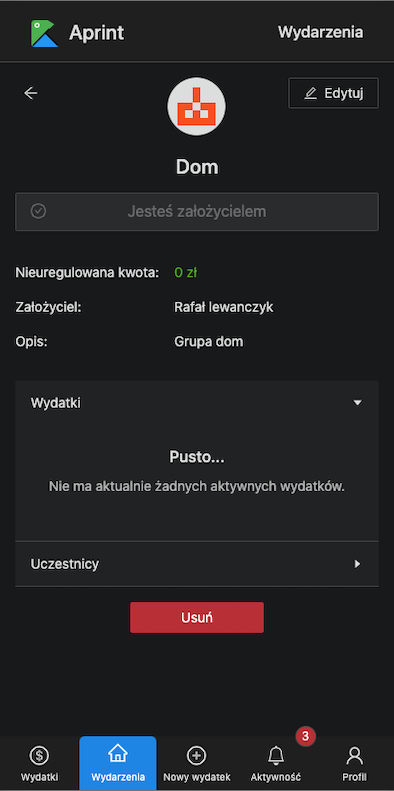 Aprint
Wydarzenia
Edytuj
Dom
Jesteś założycielem
Nieuregulowana kwota: 0 zł
Założyciel: Rafał lewanczyk
Opis: Grupa dom
Wydatki
Pusto...
Nie ma aktualnie żadnych aktywnych wydatków.
Uczestnicy
Usuń
3
Wydatki Wydarzenia Nowy wydatek Aktywność Profil